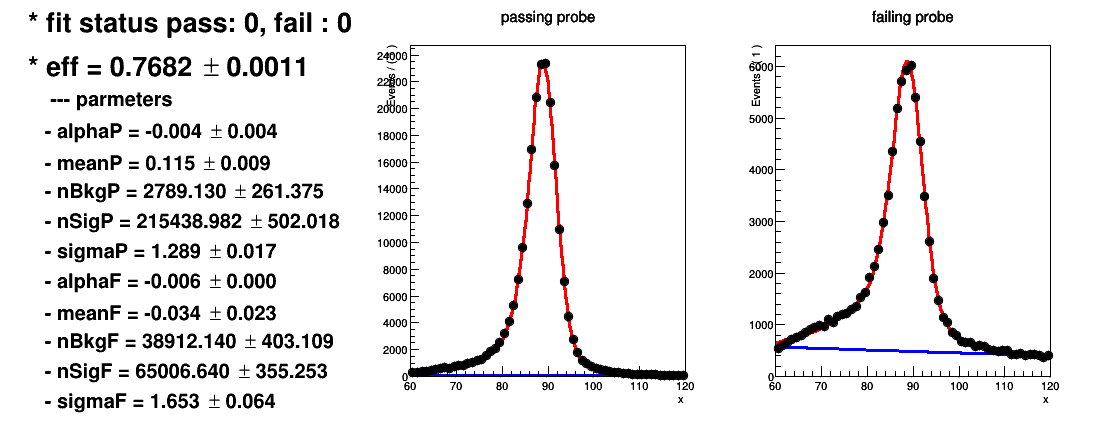 * fit status pass: 0, fail : 0
* eff = 0.7682 ± 0.0011
--- parmeters
- alphaP = -0.004 ± 0.004
- meanP = 0.115 ± 0.009
- nBkgP = 2789.130 ± 261.375
- nSigP = 215438.982 ± 502.018
- sigmaP = 1.289 ± 0.017
- alphaF = -0.006 ± 0.000
- meanF = -0.034 ± 0.023
- nBkgF = 38912.140 ± 403.109
- nSigF = 65006.640 ± 355.253
- sigmaF = 1.653 ± 0.064
passing probe
Events / ( 1 )
24000
22000
20000
18000
16000
14000
12000
10000
8000
6000
4000
2000
0
60 70 80 90 100 110 120
x
failing probe
Events / ( 1 )
6000
5000
4000
3000
2000
1000
0
60 70 80 90 100 110 120
x